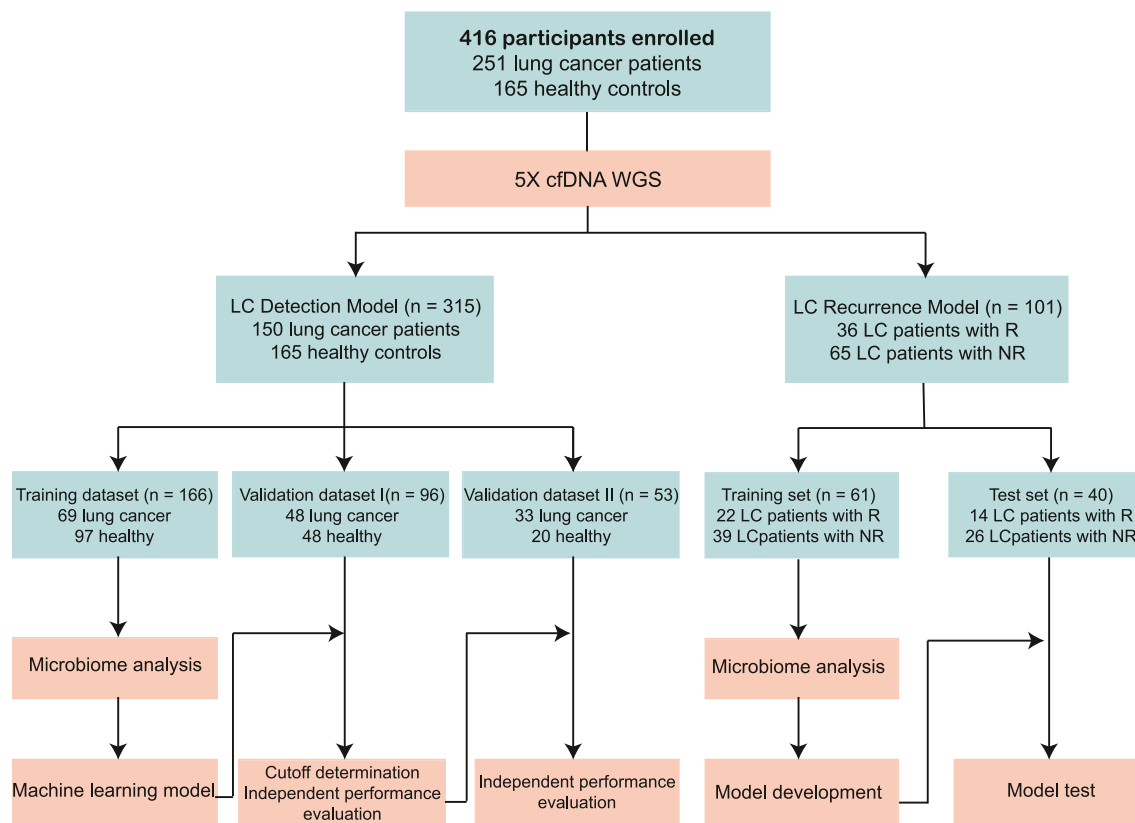 416 participants enrolled
251 lung cancer patients
165 healthy controls
5X cfDNA WGS
LC Detection Model (n = 315)
150 lung cancer patients
165 healthy controls
LC Recurrence Model (n = 101)
36 LC patients with R
65 LC patients with NR
Training dataset (n = 166)
69 lung cancer
97 healthy
Validation dataset I(n = 96)
48 lung cancer
48 healthy
Validation dataset II (n = 53)
33 lung cancer
20 healthy
Training set (n = 61)
22 LC patients with R
39 LCpatients with NR
Test set (n = 40)
14 LC patients with R
26 LCpatients with NR
Microbiome analysis
Microbiome analysis
Machine learning model
Cutoff determination
Independent performance
evaluation
Independent performance
evaluation
Model development
Model test